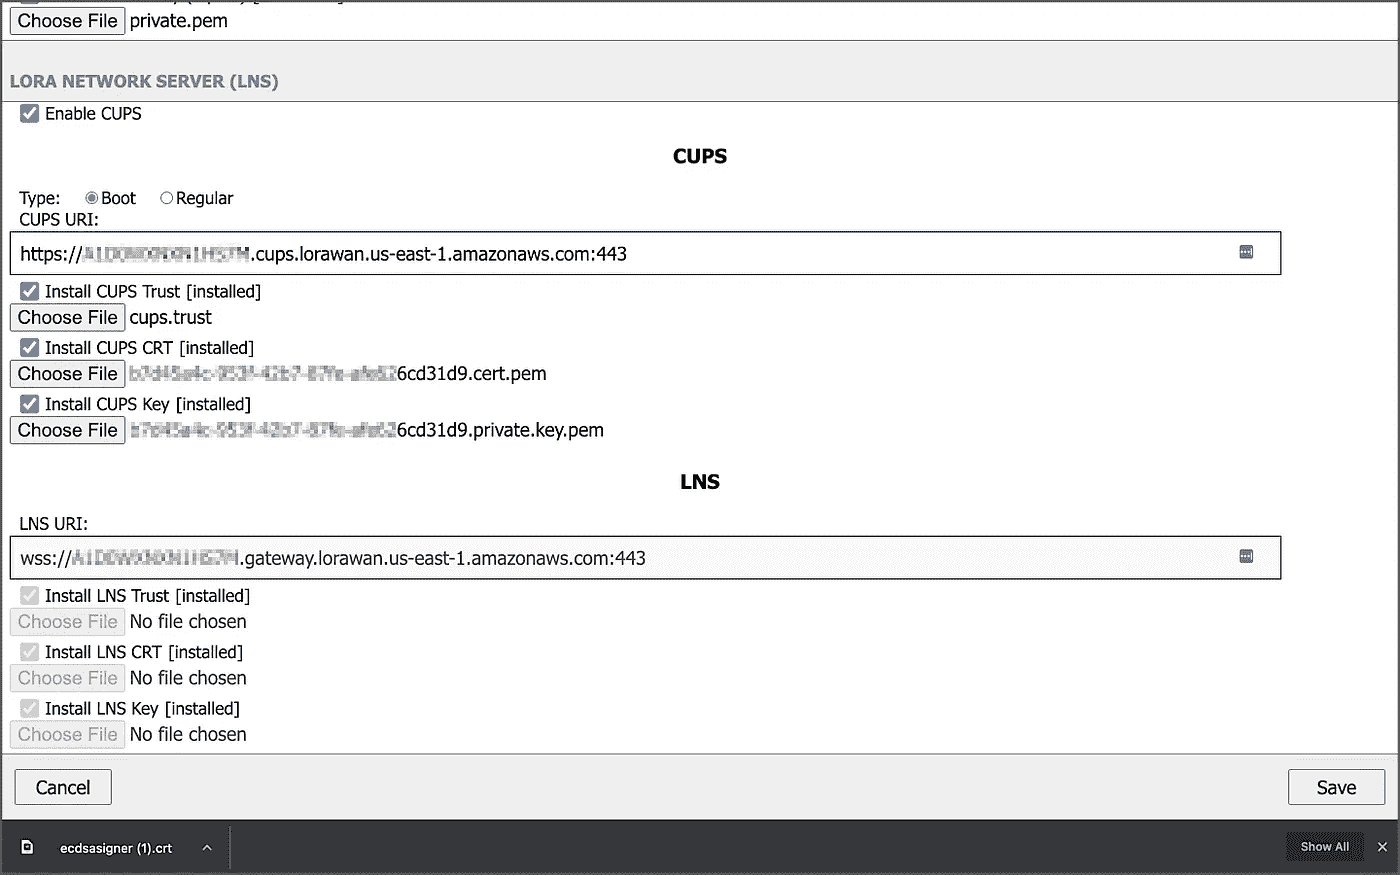 Choose File private.pem
LORA NETWORK SERVER (LNS)
Enable CUPS
CUPS
Type: Boot Regular
CUPS URI:
https:// .cups.lorawan.us-east-1.amazonaws.com:443
Install CUPS Trust [installed]
Choose File cups.trust
Install CUPS CRT [installed]
Choose File 6cd31d9.cert.pem
Install CUPS Key [installed]
Choose File 6cd31d9.private.key.pem
LNS
LNS URI:
wss:// .gateway.lorawan.us-east-1.amazonaws.com:443
Install LNS Trust [installed]
Choose File No file chosen
Install LNS CRT [installed]
Choose File No file chosen
Install LNS Key [installed]
Choose File No file chosen
Cancel Save
ecdsasigner (1).crt Show All